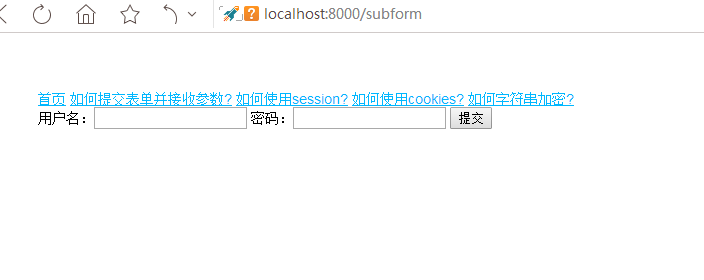 localhost:8000/subform
首页 如何提交表单并接收参数? 如何使用session? 如何使用cookies? 如何字符串加密?
用户名： 密码： 提交